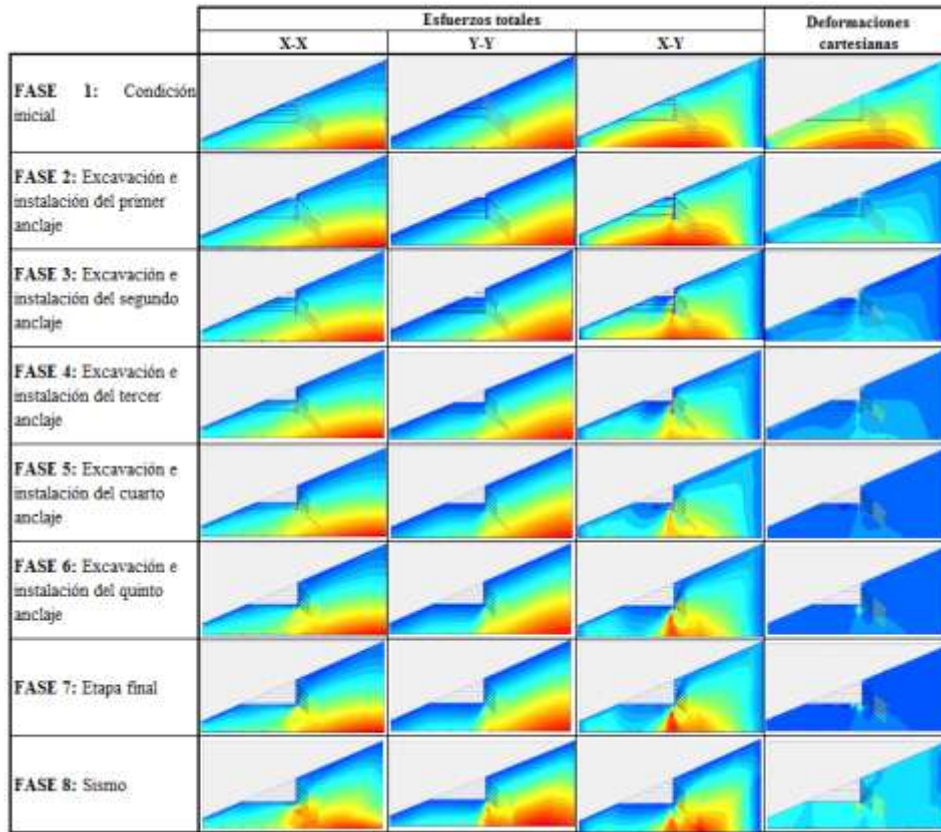 Esfuerzos totales
Deformaciones
cartesianas
X-X
Y-Y
X-Y
FASE 1: Condición
inicial
FASE 2: Excavación e
instalación del primer
anclaje
FASE 3: Excavación e
instalación del segundo
anclaje
FASE 4: Excavación e
instalación del tercer
anclaje
FASE 5: Excavación e
instalación del cuarto
anclaje
FASE 6: Excavación e
instalación del quinto
anclaje
FASE 7: Etapa final
FASE 8: Sismo